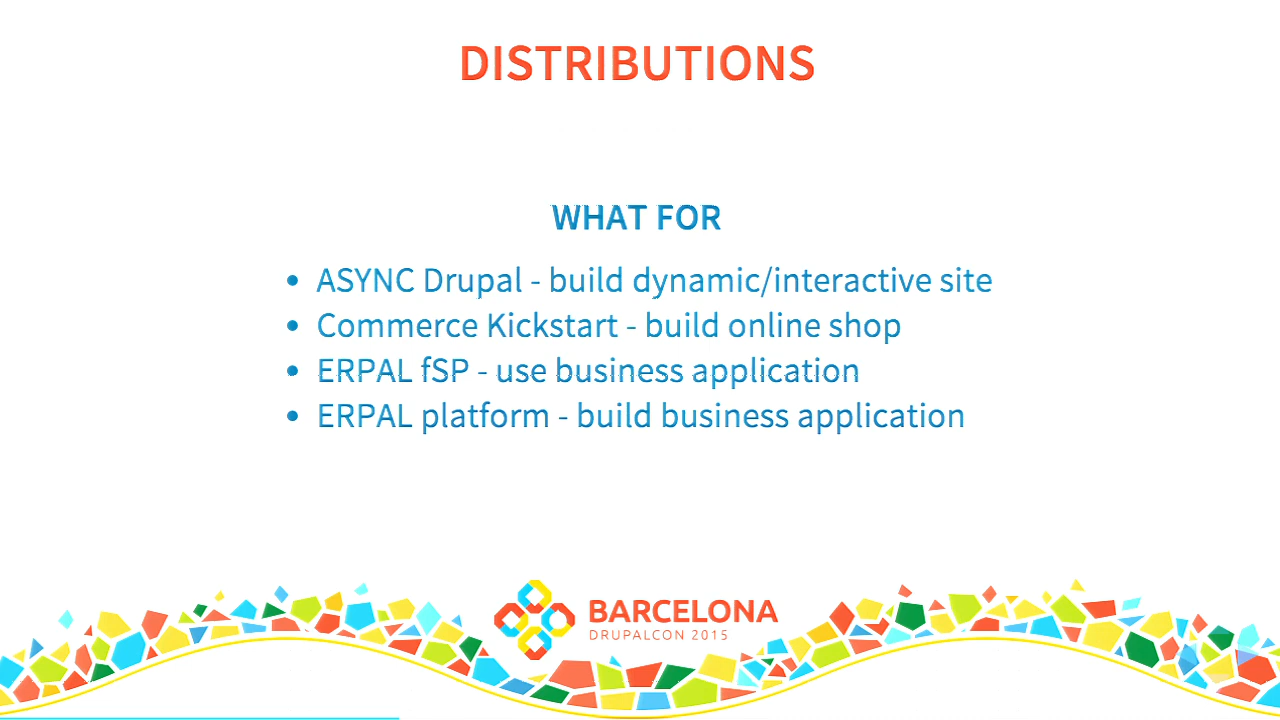 DISTRIBUTIONS
WHAT FOR
• ASYNC Drupal - build dynamic/interactive site
• Commerce Kickstart - build online shop
• ERPAL fSP - use business application
• ERPAL platform - build business application
BARCELONA
DRUPALCON 2015